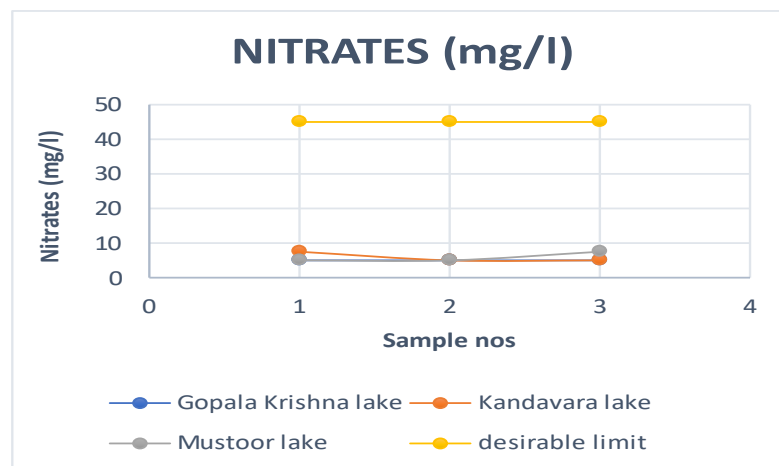 NITRATES (mg/l)
Nitrates (mg/l)
50
40
30
20
10
0
0 1 2 3 4
Sample nos
Gopala Krishna lake Kandavara lake
Mustoor lake desirable limit